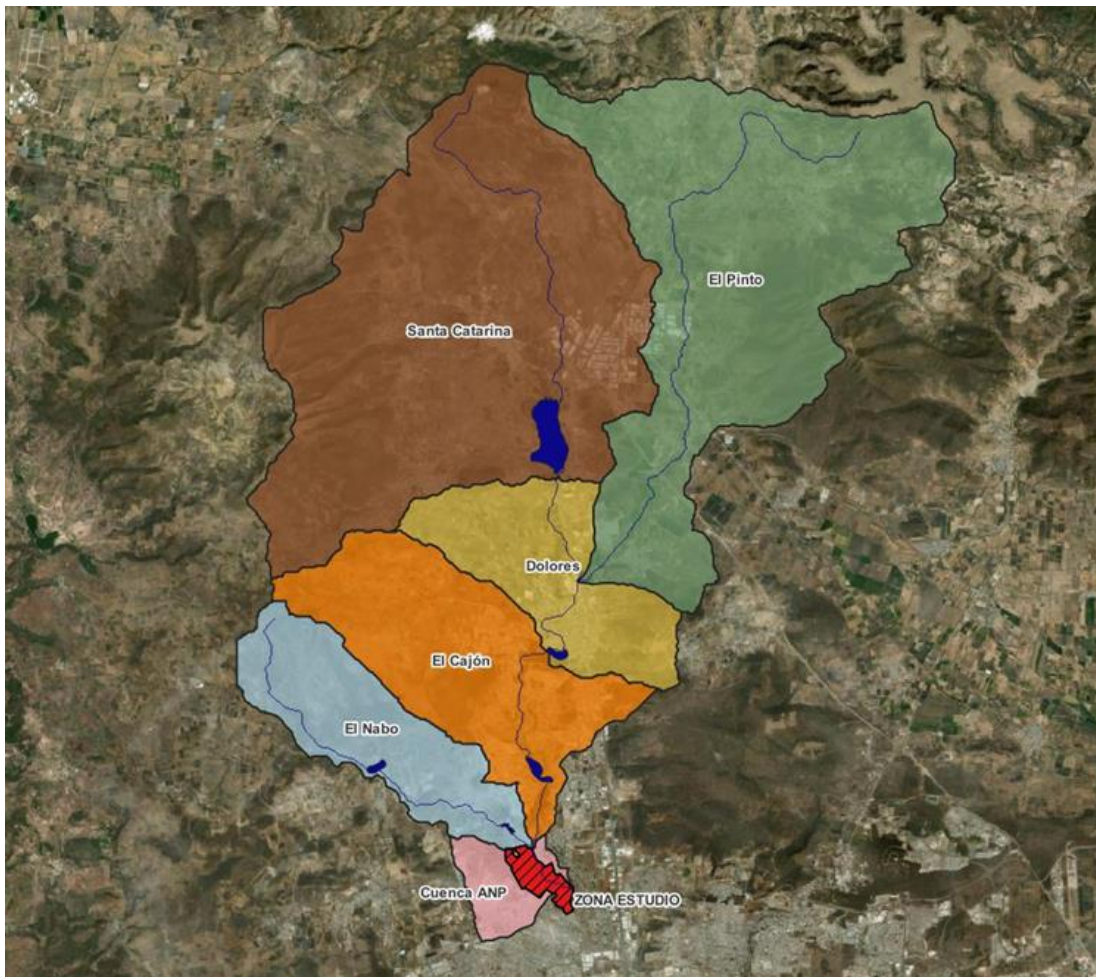 El Pinto
Santa Catarina
Dolores
El Cajón
El Nabo
Cuenca ANP
ZONA ESTUDIO